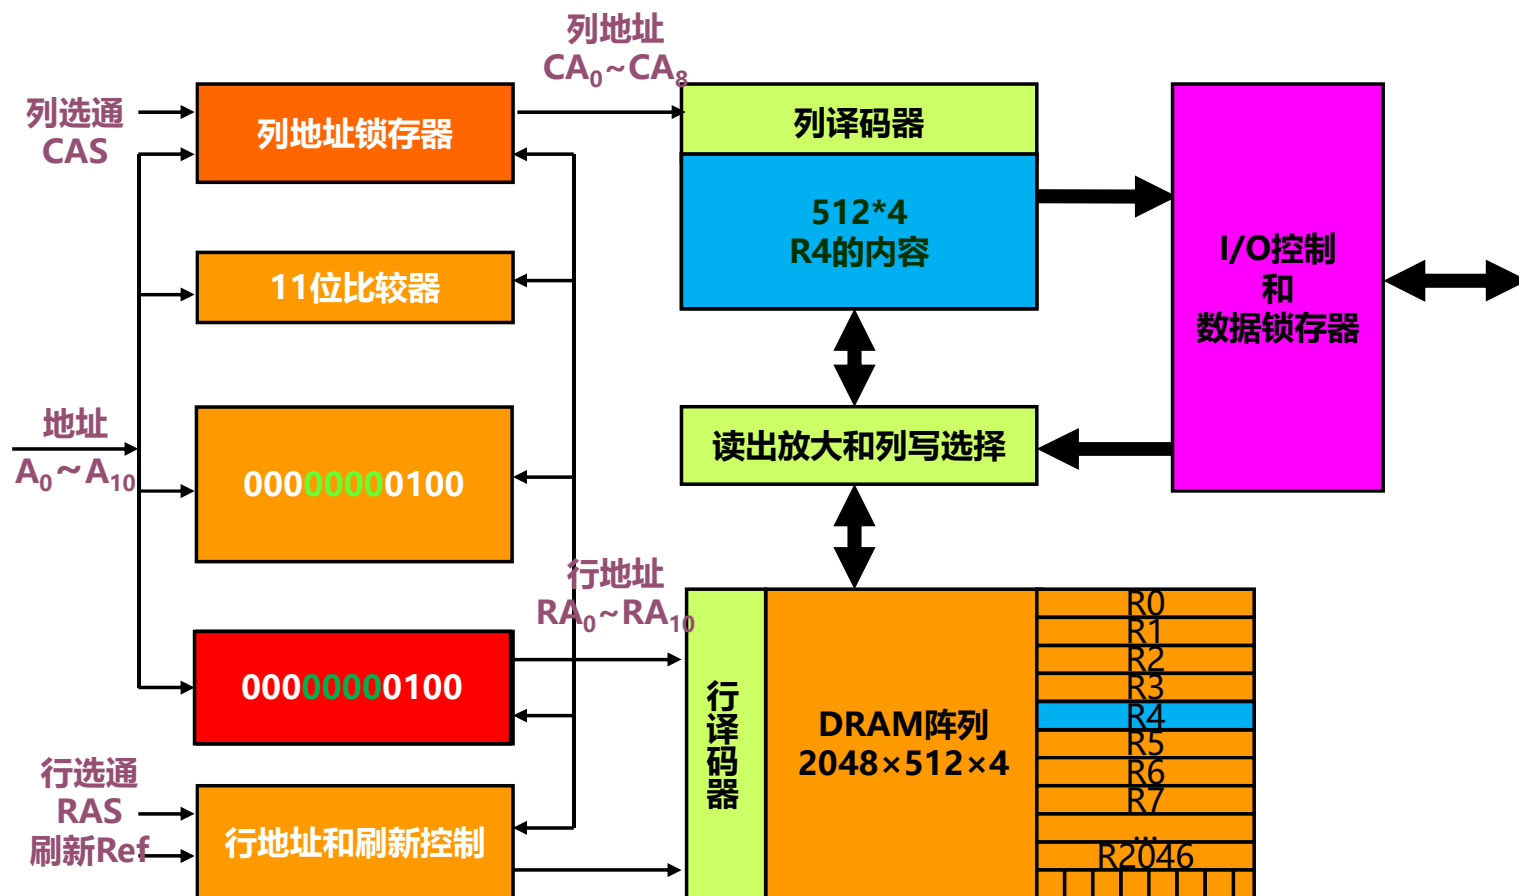 列地址
CA₀~CA₈
列选通
CAS
列地址锁存器
列译码器
512*4
R4的内容
I/O控制
和
数据锁存器
11位比较器
地址
A₀～A₁₀
00000000100
读出放大和列写选择
行地址
RA₀~RA₁₀
00000000100
行译码器
DRAM阵列
2048×512×4
R0
R1
R2
R3
R4
R5
R6
R7
...
R2046
行选通
RAS
刷新Ref
行地址和刷新控制